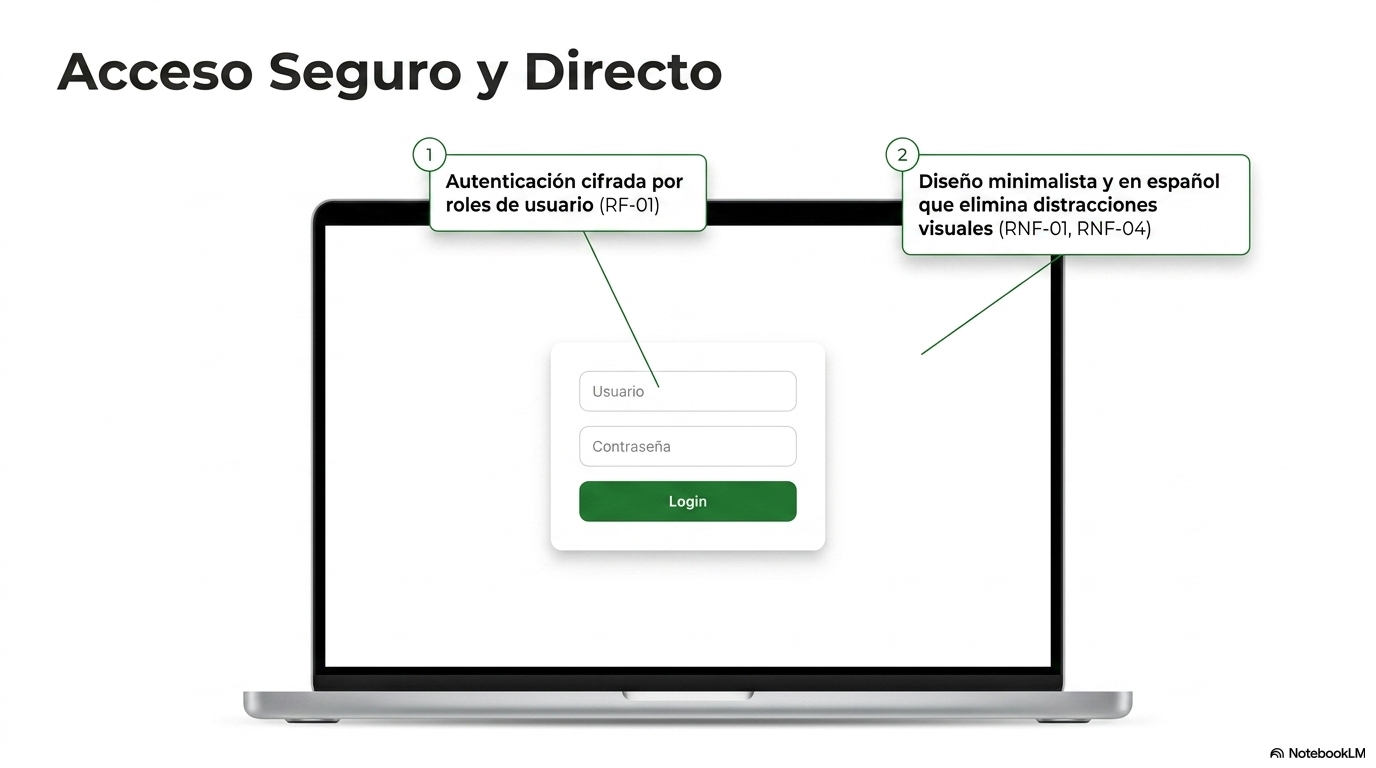 Acceso Seguro y Directo
1
Autenticación cifrada por
roles de usuario (RF-01)
2
Diseño minimalista y en español
que elimina distracciones
visuales (RNF-01, RNF-04)
Usuario
Contraseña
Login
NotebookLM